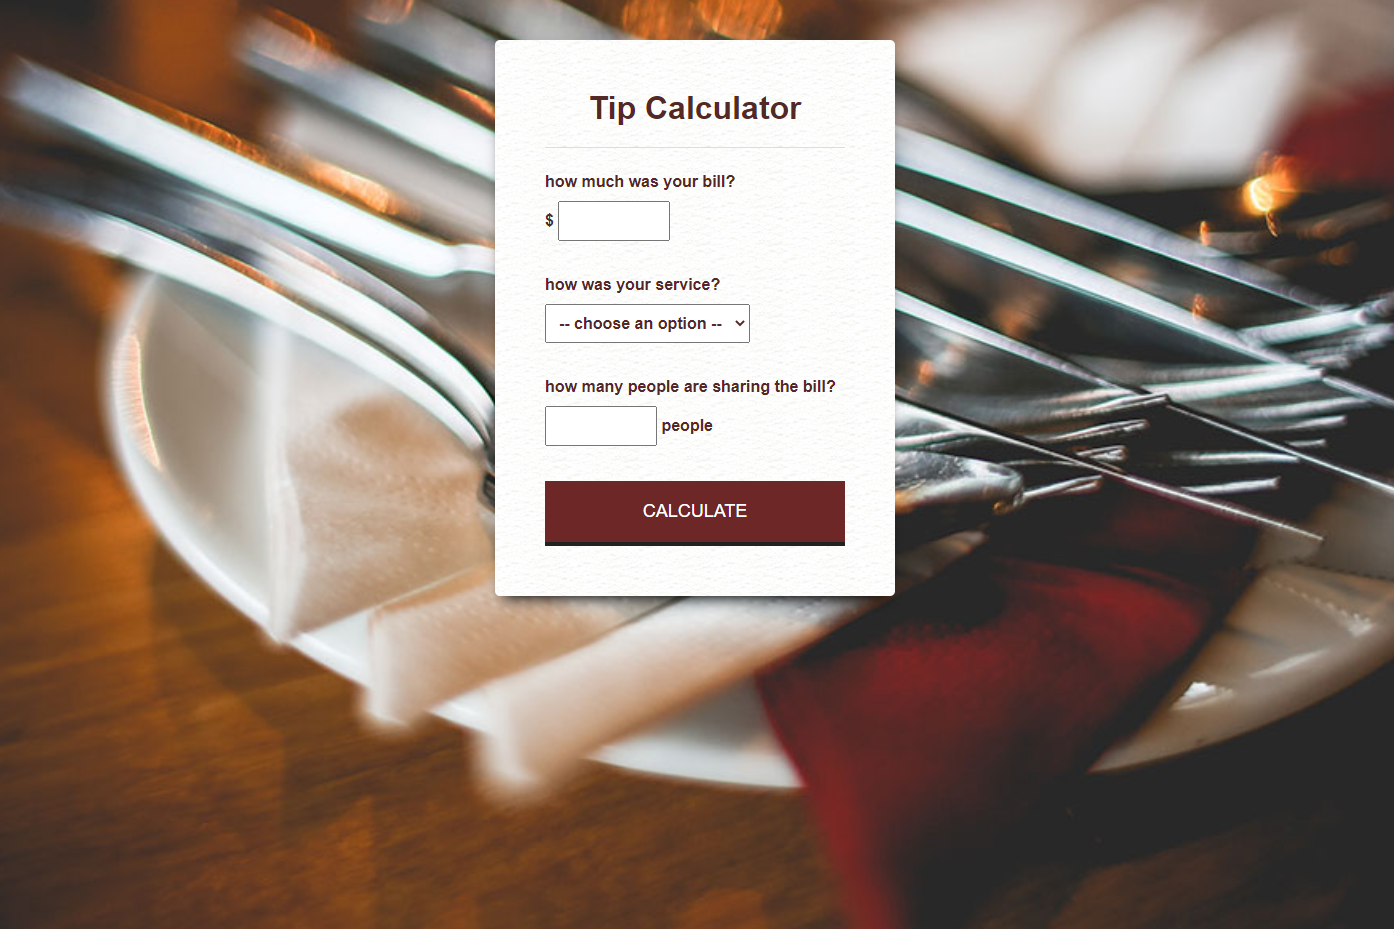 Tip Calculator
how much was your bill?
$
how was your service?
-- choose an option --
how many people are sharing the bill?
people
CALCULATE